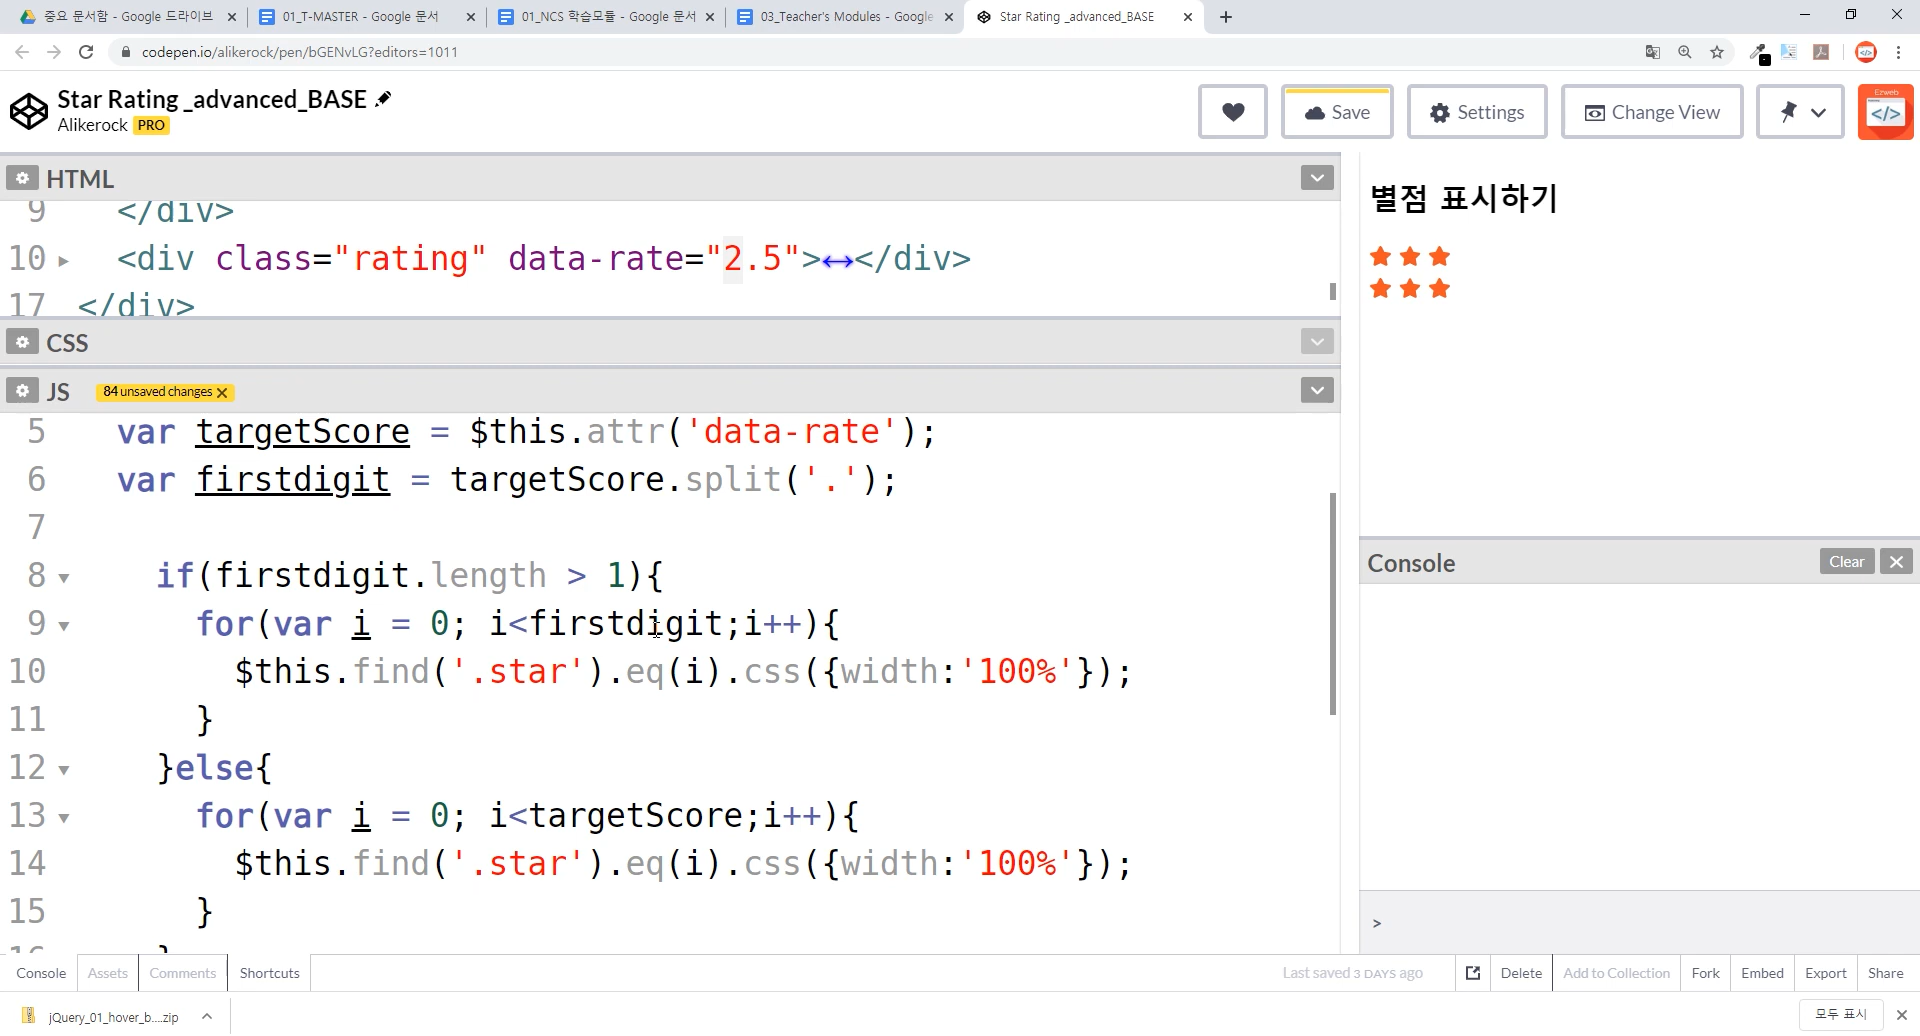 중요 문서함 - Google 드라이브
01_T-MASTER - Google 문서
01_NCS 학습모듈 - Google 문서
03_Teacher's Modules - Google
Star Rating _advanced_BASE
codepen.io/alikerock/pen/bGENvLG?editors=1011
Star Rating _advanced_BASE
Alikerock PRO
Save
Settings
Change View
Ezweb
</>
HTML
9 </div>
10 <div class="rating" data-rate="2.5">↔</div>
17 </div>
CSS
JS 84 unsaved changes X
5 var targetScore = $this.attr('data-rate');
6 var firstdigit = targetScore.split('.');
7
8 if(firstdigit.length > 1){
9 for(var i = 0; i<firstdigit;i++){
10 $this.find('.star').eq(i).css({width:'100%'});
11 }
12 }else{
13 for(var i = 0; i<targetScore;i++){
14 $this.find('.star').eq(i).css({width:'100%'});
15 }
별점 표시하기
Console
Clear
>
Console Assets Comments Shortcuts
Last saved 3 DAYS ago
Delete Add to Collection Fork Embed Export Share
jQuery_01_hover_b....zip
모두 표시